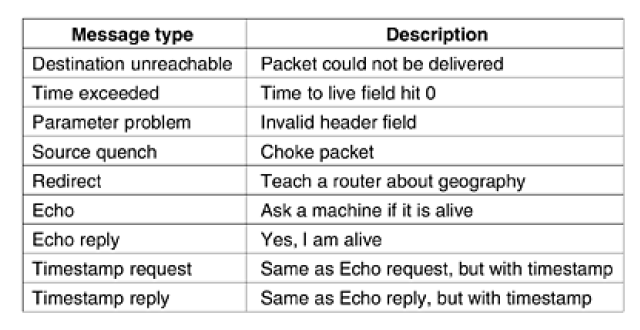 Message type Description
Destination unreachable Packet could not be delivered
Time exceeded Time to live field hit 0
Parameter problem Invalid header field
Source quench Choke packet
Redirect Teach a router about geography
Echo Ask a machine if it is alive
Echo reply Yes, I am alive
Timestamp request Same as Echo request, but with timestamp
Timestamp reply Same as Echo reply, but with timestamp